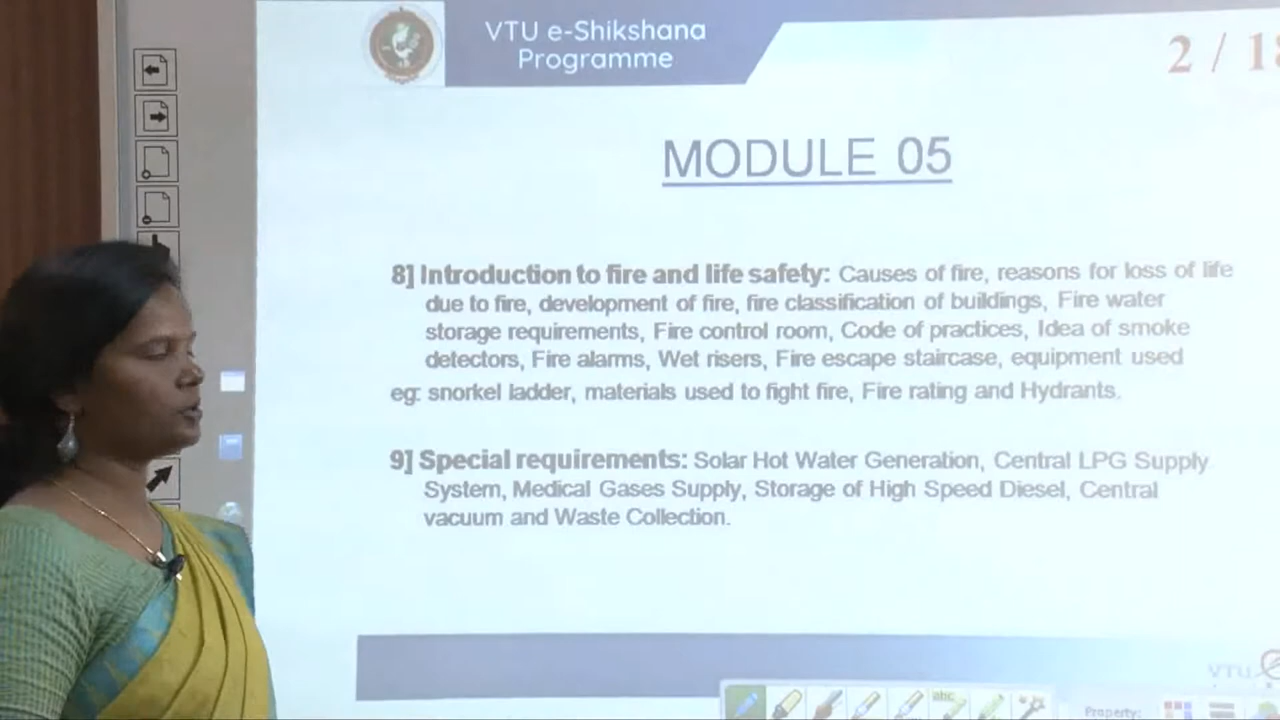 VTU e-Shikshana
Programme
2 / 18
MODULE 05
8] Introduction to fire and life safety: Causes of fire, reasons for loss of life
due to fire, development of fire, fire classification of buildings, Fire water
storage requirements, Fire control room, Code of practices, Idea of smoke
detectors, Fire alarms, Wet risers, Fire escape staircase, equipment used
eg: snorkel ladder, materials used to fight fire, Fire rating and Hydrants.
9] Special requirements: Solar Hot Water Generation, Central LPG Supply
System, Medical Gases Supply, Storage of High Speed Diesel, Central
vacuum and Waste Collection.
VTU
abc
Property: